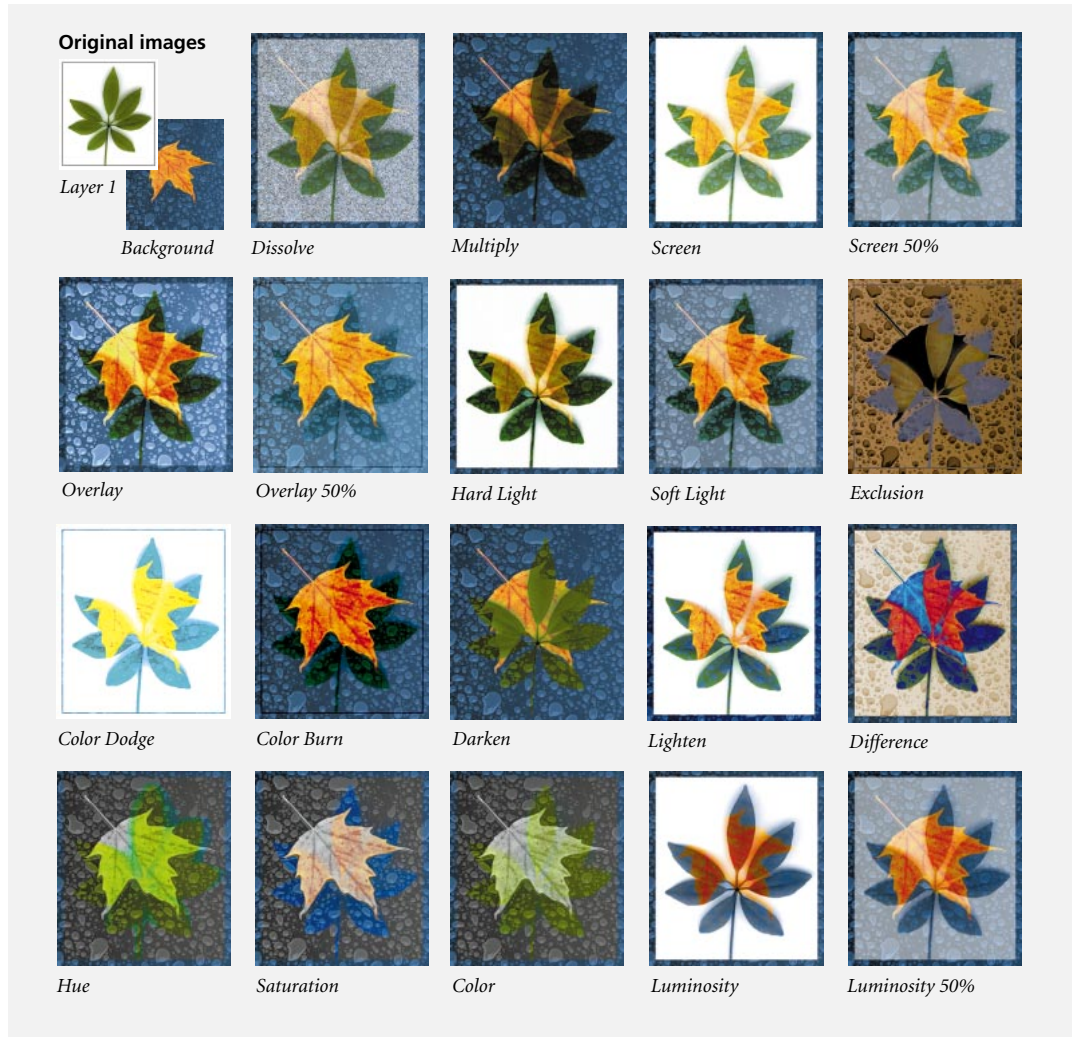 Original images
Layer 1
Background
Dissolve
Multiply
Screen
Screen 50%
Overlay
Overlay 50%
Hard Light
Soft Light
Exclusion
Color Dodge
Color Burn
Darken
Lighten
Difference
Hue
Saturation
Color
Luminosity
Luminosity 50%